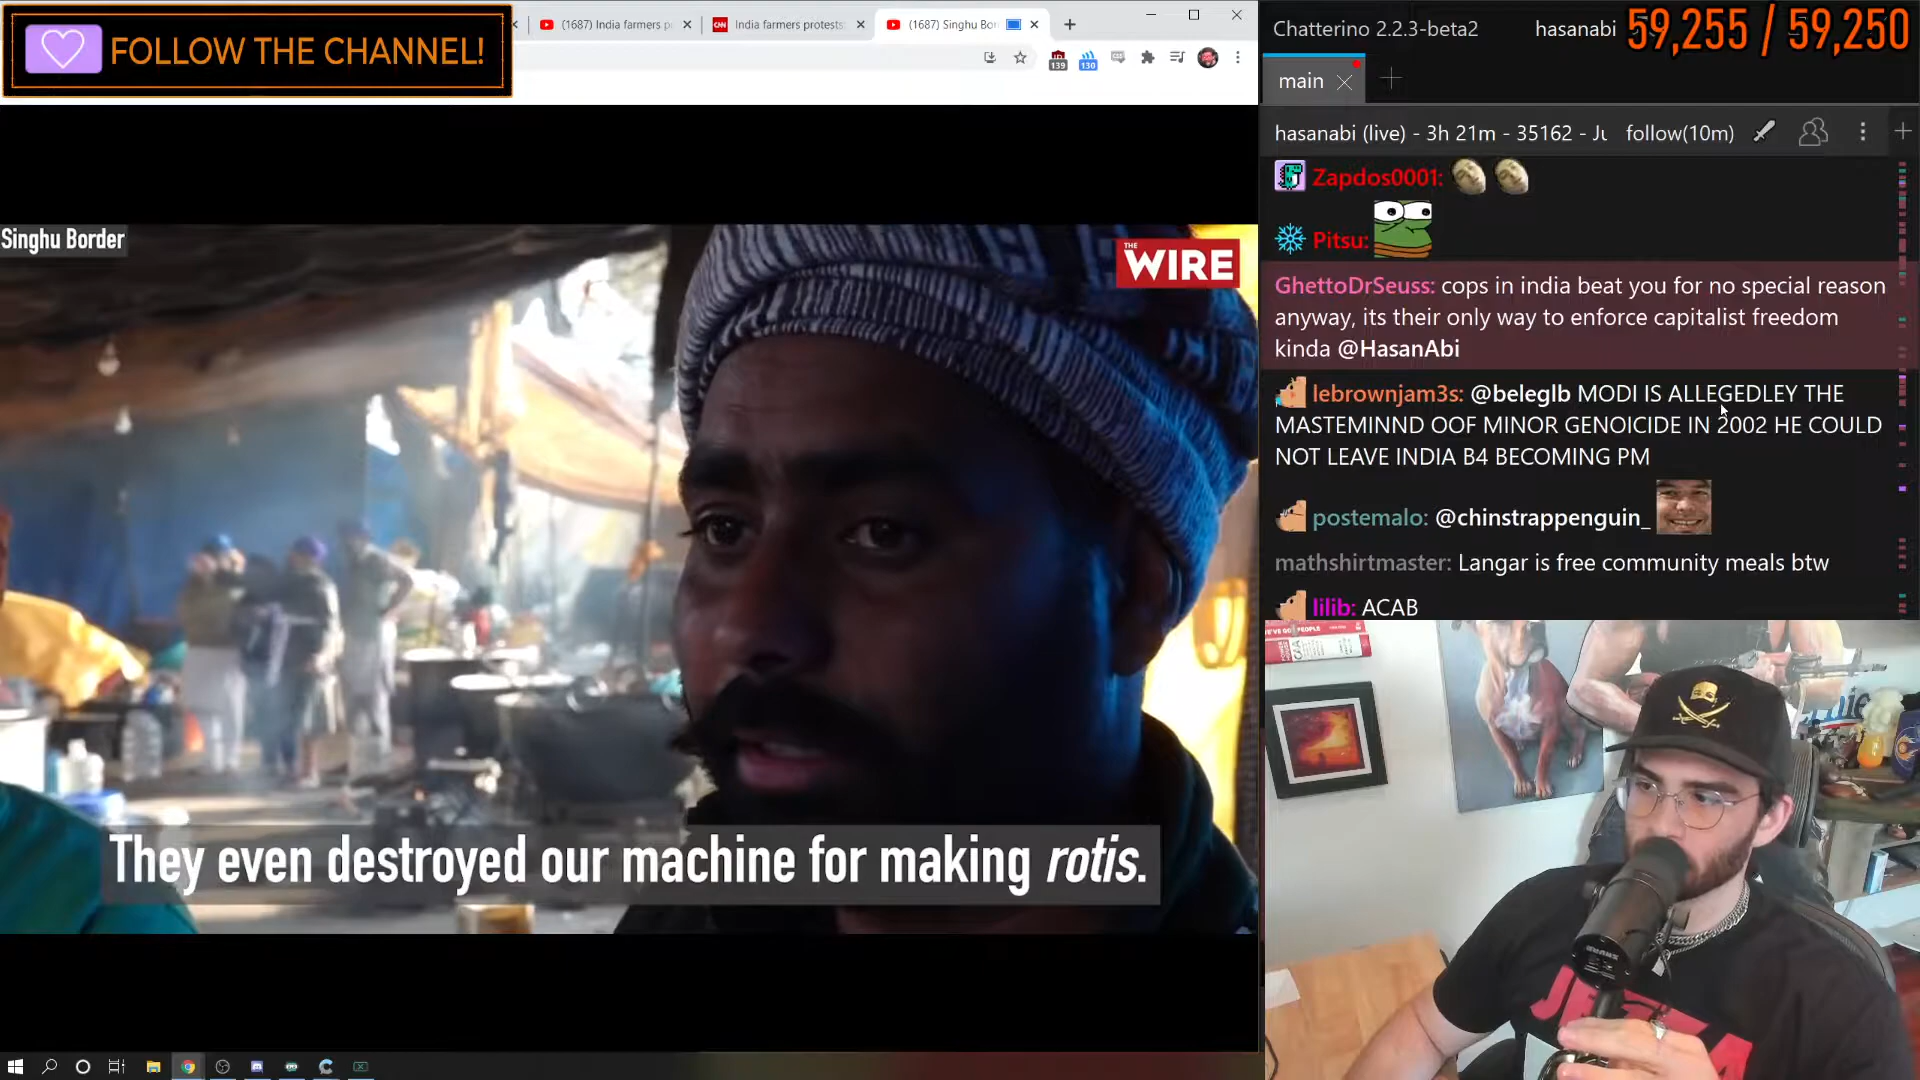 FOLLOW THE CHANNEL!
(1687) India farmers p
India farmers protests:
(1687) Singhu Bor
139
130
Singhu Border
THE
WIRE
They even destroyed our machine for making rotis.
Chatterino 2.2.3-beta2
hasanabi
59,255 / 59,250
main
hasanabi (live) - 3h 21m - 35162 - Ju
follow(10m)
Zapdos0001:
Pitsu:
GhettoDrSeuss: cops in india beat you for no special reason
anyway, its their only way to enforce capitalist freedom
kinda @HasanAbi
lebrownjam3s: @beleglb MODI IS ALLEGEDLEY THE
MASTEMINND OOF MINOR GENOICIDE IN 2002 HE COULD
NOT LEAVE INDIA B4 BECOMING PM
postemalo: @chinstrappenguin_
mathshirtmaster: Langar is free community meals btw
lilib: ACAB